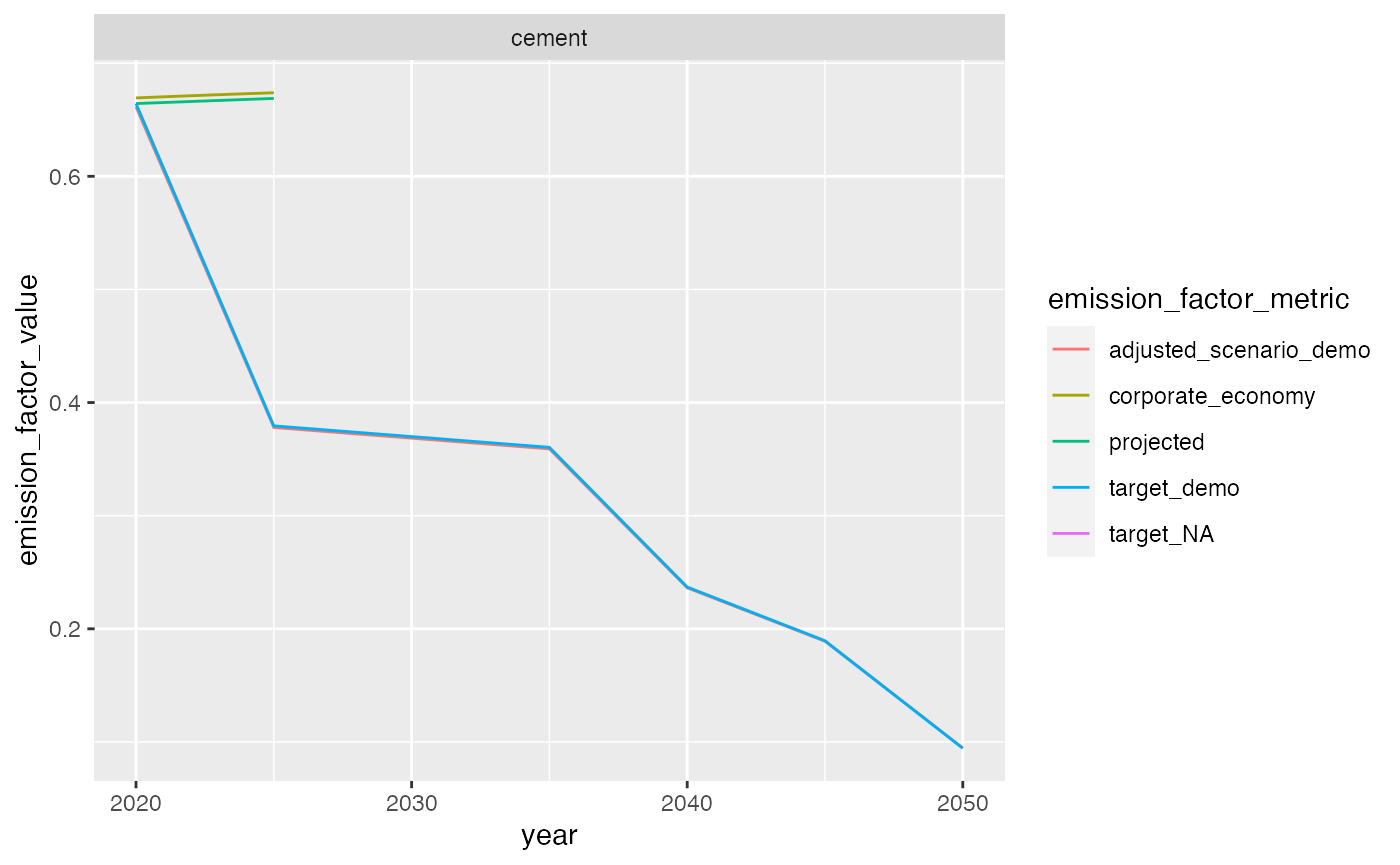 cement
emission_factor_value
0.6
0.4
0.2
2020 2030 2040 2050
year
emission_factor_metric
adjusted_scenario_demo
corporate_economy
projected
target_demo
target_NA